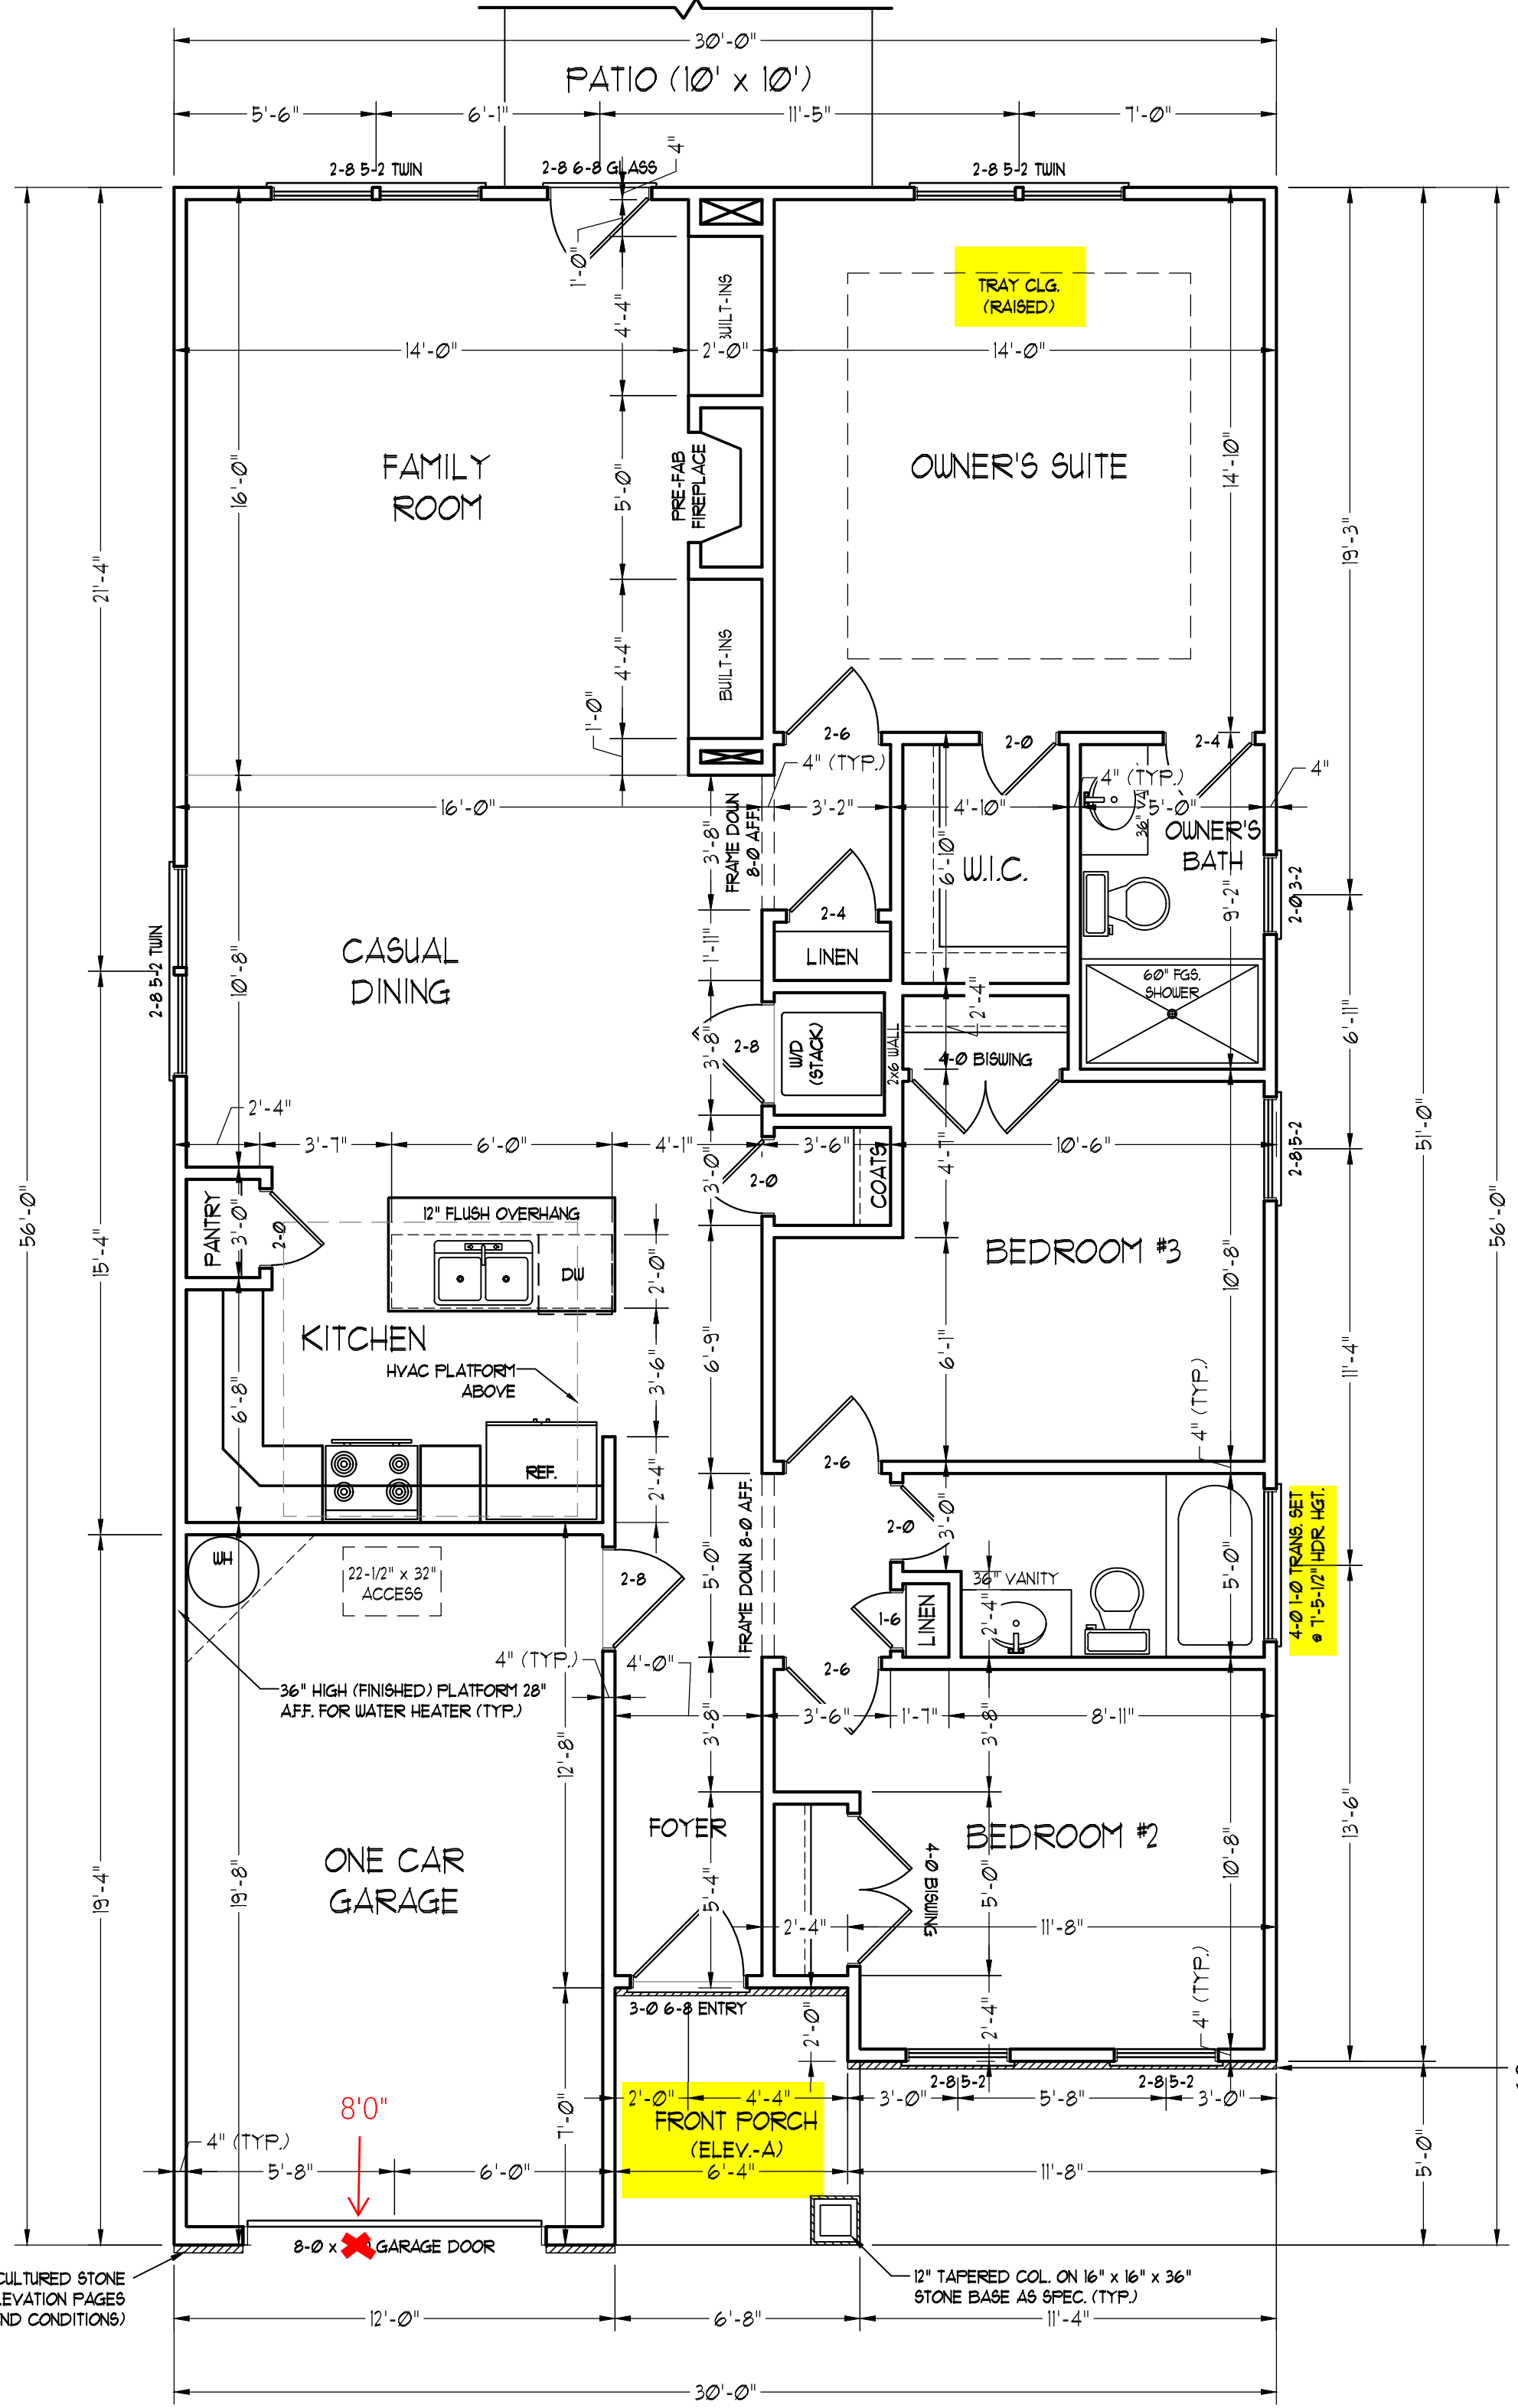 30'-0"
PATIO (10' x 10')
5'-6"
6'-1"
11'-5"
7'-0"
4"
2-8 5-2 TWIN
2-8 6-8 GLASS
2-8 5-2 TWIN
1'-0"
TRAY CLG.
(RAISED)
4'-4"
BUILT-INS
14'-0"
2'-0"
14'-0"
FAMILY
ROOM
16'-0"
5'-0"
PRE-FAB
FIREPLACE
OWNER'S SUITE
14'-10"
19'-3"
21'-4"
4'-4"
BUILT-INS
1'-0"
2-6
2-0
2-4
4" (TYP.)
4" (TYP.)
4"
16'-0"
3'-2"
4'-10"
5'-0"
FRAME DOWN
8-0 A.F.F.
3'-8"
36" VA
OWNER'S
BATH
6'-10"
W.I.C.
2-4
9'-2"
2-0 3-2
CASUAL
DINING
10'-8"
2-8 5-2 TWIN
1'-11"
LINEN
60" FGS.
SHOWER
2'-4"
6'-11"
3'-8"
2-8
W/D
(STACK)
2x6 WALL
4-0 BISWING
2'-4"
3'-7"
6'-0"
4'-1"
3'-6"
10'-6"
2-8 5-2
51'-0"
56'-0"
56'-0"
15'-4"
PANTRY
3'-0"
2-0
12" FLUSH OVERHANG
DW
2'-0"
3'-0"
2-0
COATS
4'-7"
BEDROOM #3
10'-8"
KITCHEN
HVAC PLATFORM
ABOVE
3'-6"
6'-9"
6'-1"
11'-4"
6'-8"
REF.
2'-4"
4" (TYP.)
2-6
FRAME DOWN 8-0 A.F.F.
5'-0"
2-0
3'-0"
4-0 1-0 TRANS. SET
@ 7'-5-1/2" HDR HGT.
WH
22-1/2" x 32"
ACCESS
2-8
36" VANITY
5'-0"
1-6
LINEN
2'-4"
4" (TYP.)
4'-0"
2-6
36" HIGH (FINISHED) PLATFORM 28"
A.F.F. FOR WATER HEATER (TYP.)
3'-8"
3'-6"
1'-7"
3'-8"
8'-11"
12'-8"
13'-6"
FOYER
BEDROOM #2
ONE CAR
GARAGE
19'-8"
19'-4"
5'-4"
4-0 BISWING
5'-0"
10'-8"
2'-4"
11'-8"
3-0 6-8 ENTRY
2'-0"
2'-4"
4" (TYP.)
2-8 5-2
2-8 5-2
2'-0"
4'-4"
3'-0"
5'-8"
3'-0"
8'0"
FRONT PORCH
(ELEV.-A)
7'-0"
4" (TYP.)
5'-8"
6'-0"
6'-4"
11'-8"
5'-0"
8-0 x
GARAGE DOOR
CULTURED STONE
LEVATION PAGES
ND CONDITIONS)
12" TAPERED COL. ON 16" x 16" x 36"
STONE BASE AS SPEC. (TYP.)
12'-0"
6'-8"
11'-4"
30'-0"